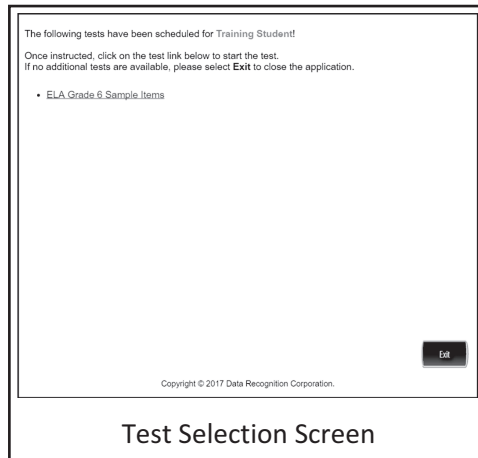 The following tests have been scheduled for Training Student!
Once instructed, click on the test link below to start the test.
If no additional tests are available, please select Exit to close the application.
• ELA Grade 6 Sample Items
Exit
Copyright © 2017 Data Recognition Corporation.
Test Selection Screen